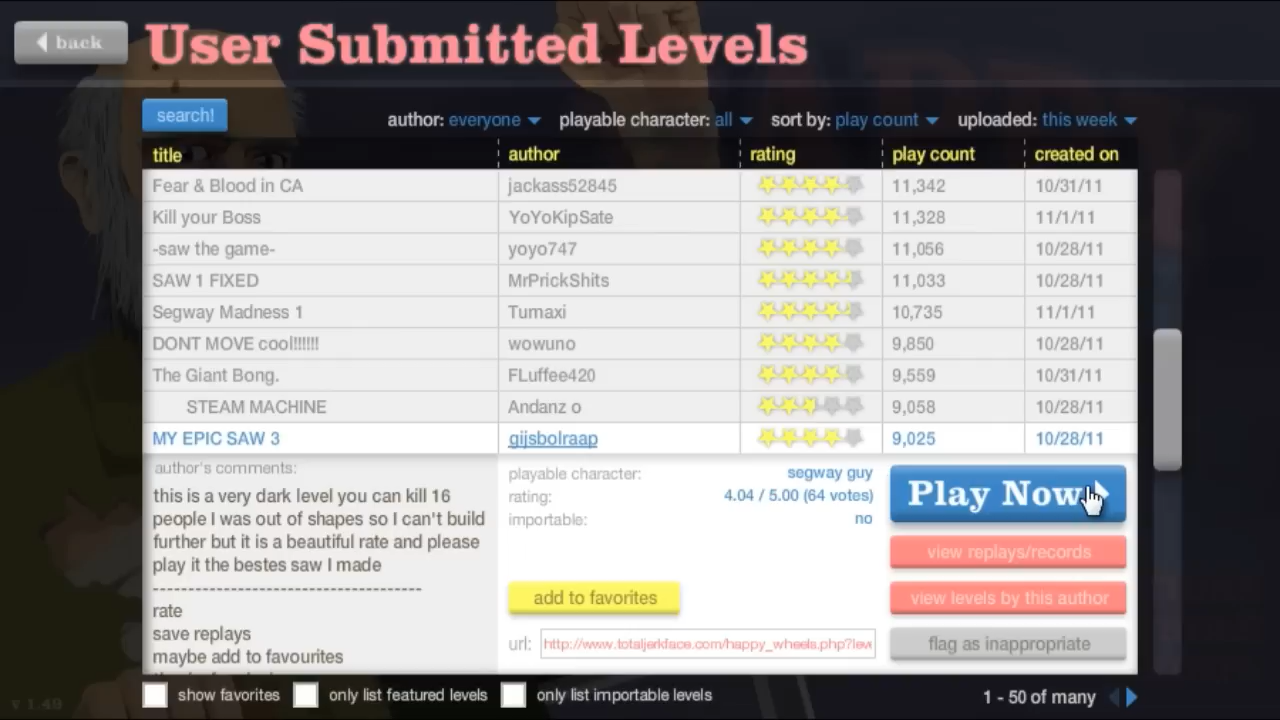 back
User Submitted Levels
search!
author: everyone playable character: all sort by: play count uploaded: this week
title author rating play count created on
Fear & Blood in CA jackass52845 11,342 10/31/11
Kill your Boss YoYoKipSate 11,328 11/1/11
-saw the game- yoyo747 11,056 10/28/11
SAW 1 FIXED MrPrickShits 11,033 10/28/11
Segway Madness 1 Tumaxi 10,735 11/1/11
DONT MOVE cool!!!!!! wowuno 9,850 10/28/11
The Giant Bong. FLuffee420 9,559 10/31/11
STEAM MACHINE Andanz o 9,058 10/28/11
MY EPIC SAW 3 gijsbolraap 9,025 10/28/11
author's comments:
this is a very dark level you can kill 16
people I was out of shapes so I can't build
further but it is a beautiful rate and please
play it the bestes saw I made
-----------------------------------
rate
save replays
maybe add to favourites
playable character: segway guy
rating: 4.04 / 5.00 (64 votes)
importable: no
add to favorites
url: http://www.totaljerkface.com/happy_wheels.php?leve
Play Now
view replays/records
view levels by this author
flag as inappropriate
show favorites only list featured levels only list importable levels
1 - 50 of many
v 1.49